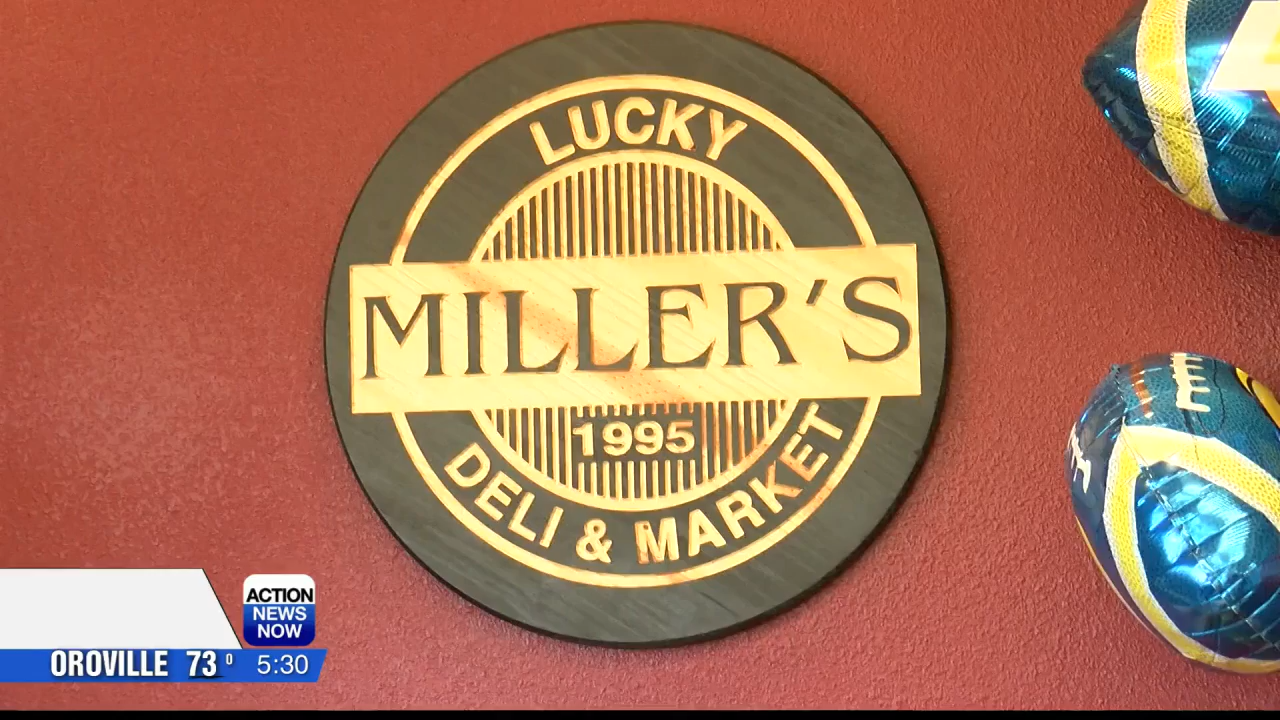 LUCKY
MILLER'S
1995
DELI & MARKET
ACTION
NEWS
NOW
OROVILLE 73° 5:30